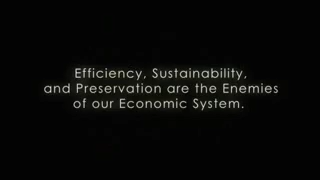 Efficiency, Sustainability,
and Preservation are the Enemies
of our Economic System.